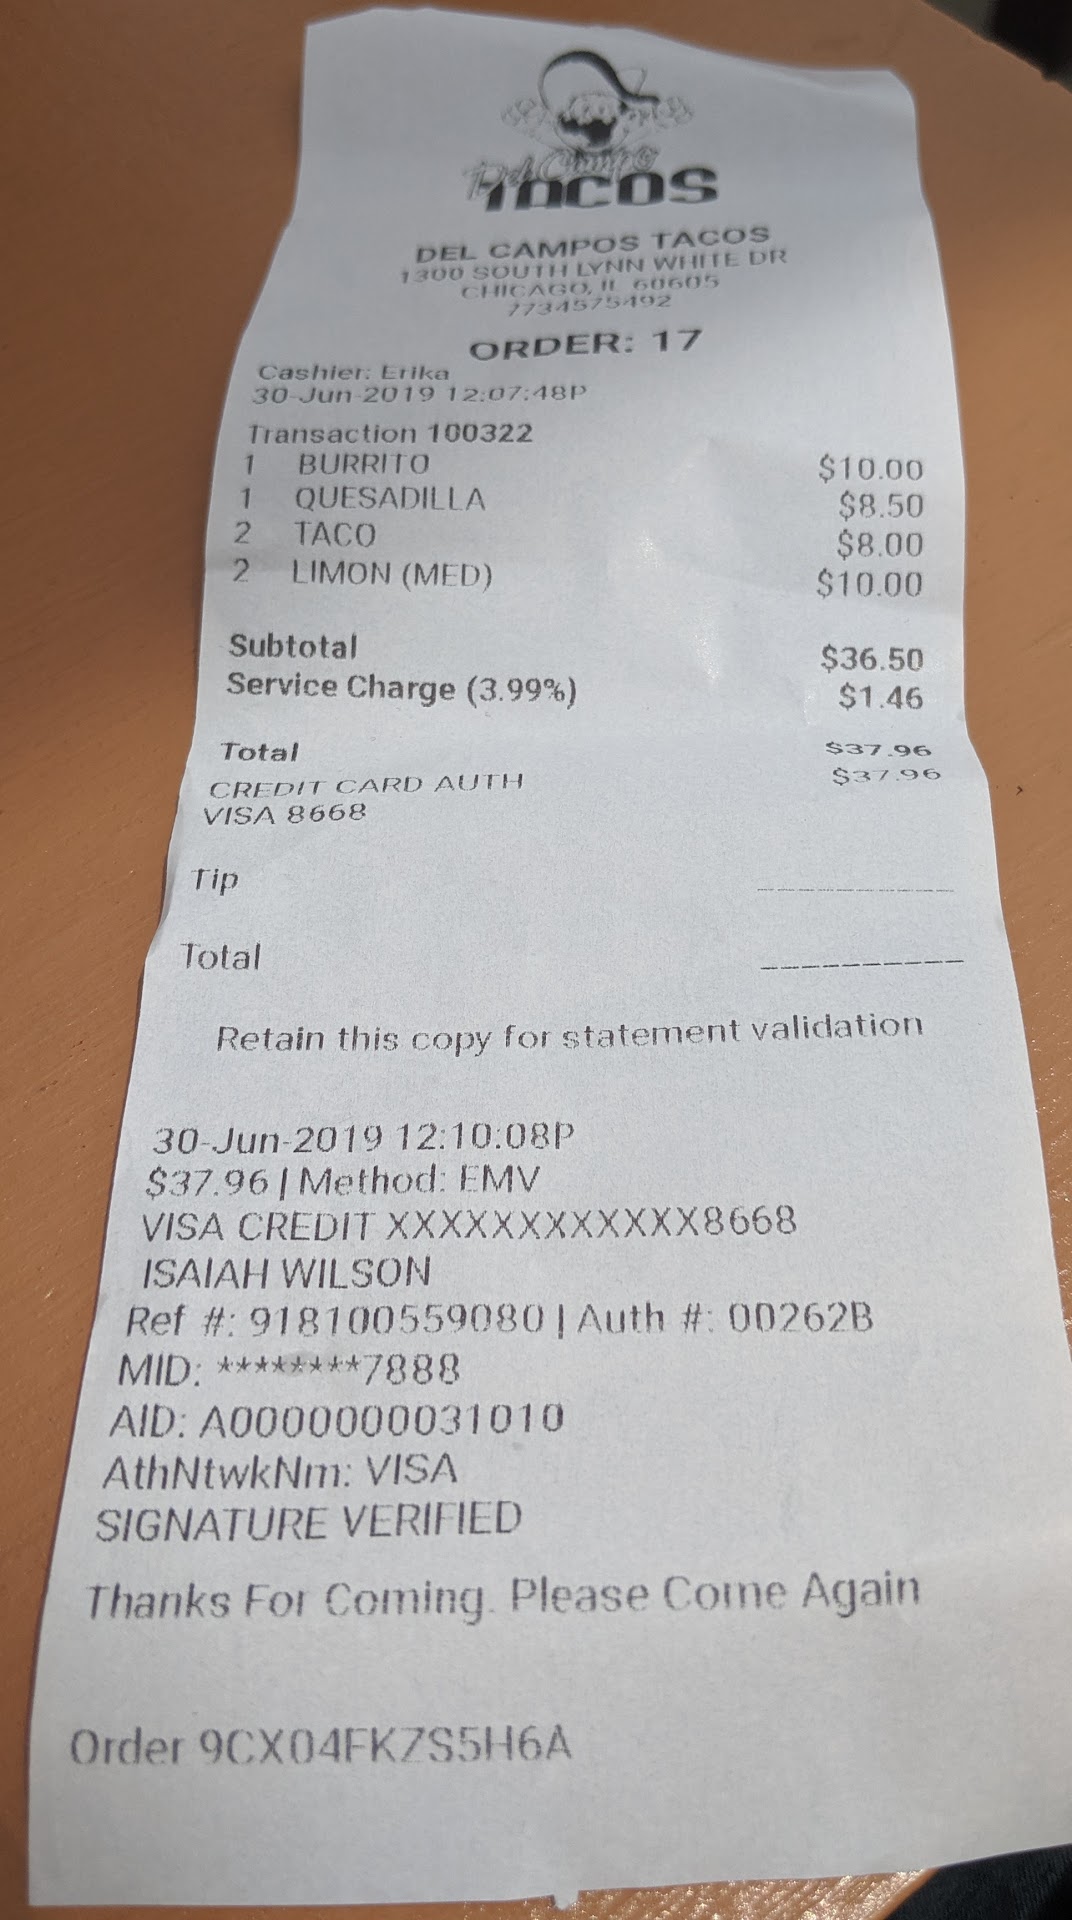 Del Campos
TACOS
DEL CAMPOS TACOS
1300 SOUTH LYNN WHITE DR
CHICAGO, IL 60605
7734575492
ORDER: 17
Cashier: Erika
30-Jun-2019 12:07:48P
Transaction 100322
1 BURRITO $10.00
1 QUESADILLA $8.50
2 TACO $8.00
2 LIMON (MED) $10.00
Subtotal $36.50
Service Charge (3.99%) $1.46
Total $37.96
CREDIT CARD AUTH $37.96
VISA 8668
Tip __________
Total __________
Retain this copy for statement validation
30-Jun-2019 12:10:08P
$37.96 | Method: EMV
VISA CREDIT XXXXXXXXXXXX8668
ISAIAH WILSON
Ref #: 918100559080 | Auth #: 00262B
MID: ********7888
AID: A0000000031010
AthNtwkNm: VISA
SIGNATURE VERIFIED
Thanks For Coming. Please Come Again
Order 9CX04FKZS5H6A